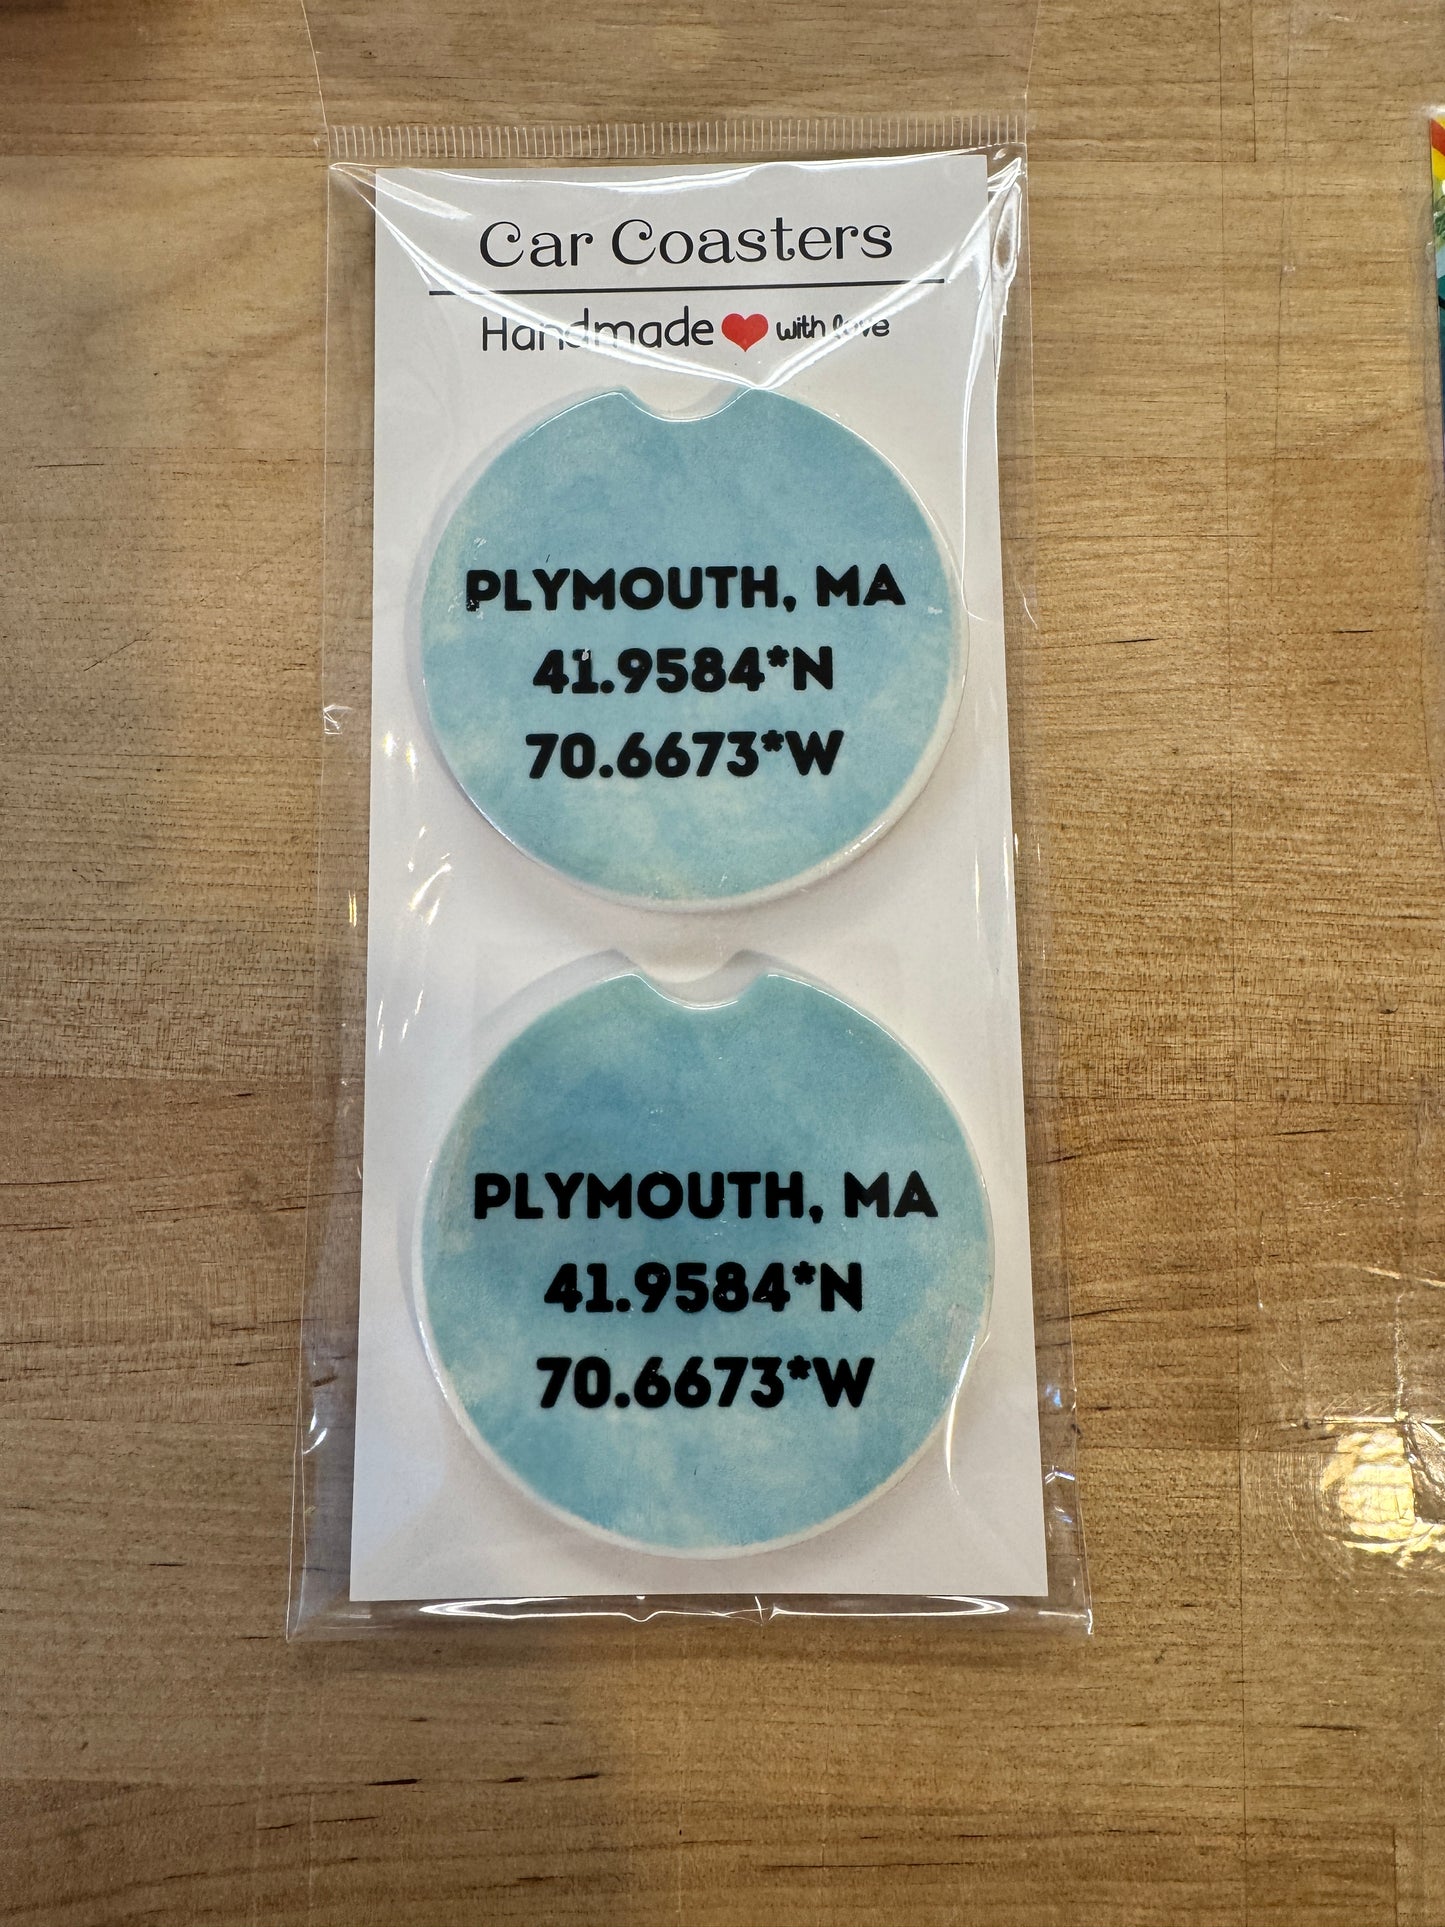 Car Coasters
Handmade with love
PLYMOUTH, MA
41.9584*N
70.6673*W
PLYMOUTH, MA
41.9584*N
70.6673*W